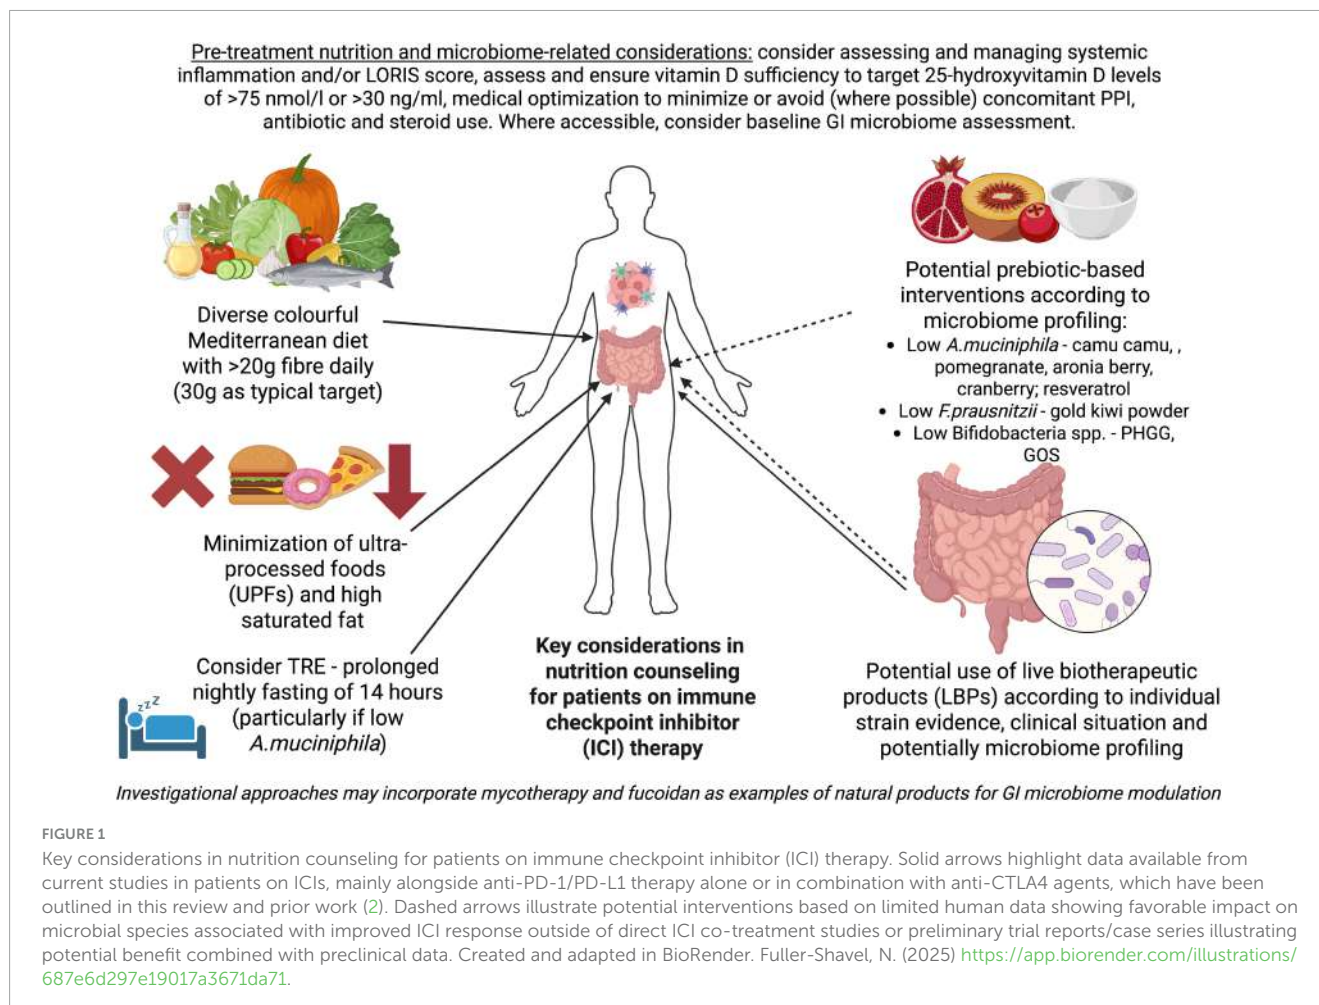 Pre-treatment nutrition and microbiome-related considerations: consider assessing and managing systemic
inflammation and/or LORIS score, assess and ensure vitamin D sufficiency to target 25-hydroxyvitamin D levels
of >75 nmol/l or >30 ng/ml, medical optimization to minimize or avoid (where possible) concomitant PPI,
antibiotic and steroid use. Where accessible, consider baseline GI microbiome assessment.
Diverse colourful
Mediterranean diet
with >20g fibre daily
(30g as typical target)
Minimization of ultra-
processed foods
(UPFs) and high
saturated fat
Consider TRE - prolonged
nightly fasting of 14 hours
(particularly if low
A.muciniphila)
zzZ
Key considerations in
nutrition counseling
for patients on immune
checkpoint inhibitor
(ICI) therapy
Potential prebiotic-based
interventions according to
microbiome profiling:
• Low A.muciniphila - camu camu, ,
pomegranate, aronia berry,
cranberry; resveratrol
• Low F.prausnitzii - gold kiwi powder
• Low Bifidobacteria spp. - PHGG,
GOS
Potential use of live biotherapeutic
products (LBPs) according to individual
strain evidence, clinical situation and
potentially microbiome profiling
Investigational approaches may incorporate mycotherapy and fucoidan as examples of natural products for GI microbiome modulation
FIGURE 1
Key considerations in nutrition counseling for patients on immune checkpoint inhibitor (ICI) therapy. Solid arrows highlight data available from
current studies in patients on ICIs, mainly alongside anti-PD-1/PD-L1 therapy alone or in combination with anti-CTLA4 agents, which have been
outlined in this review and prior work (2). Dashed arrows illustrate potential interventions based on limited human data showing favorable impact on
microbial species associated with improved ICI response outside of direct ICI co-treatment studies or preliminary trial reports/case series illustrating
potential benefit combined with preclinical data. Created and adapted in BioRender. Fuller-Shavel, N. (2025) https://app.biorender.com/illustrations/
687e6d297e19017a3671da71.